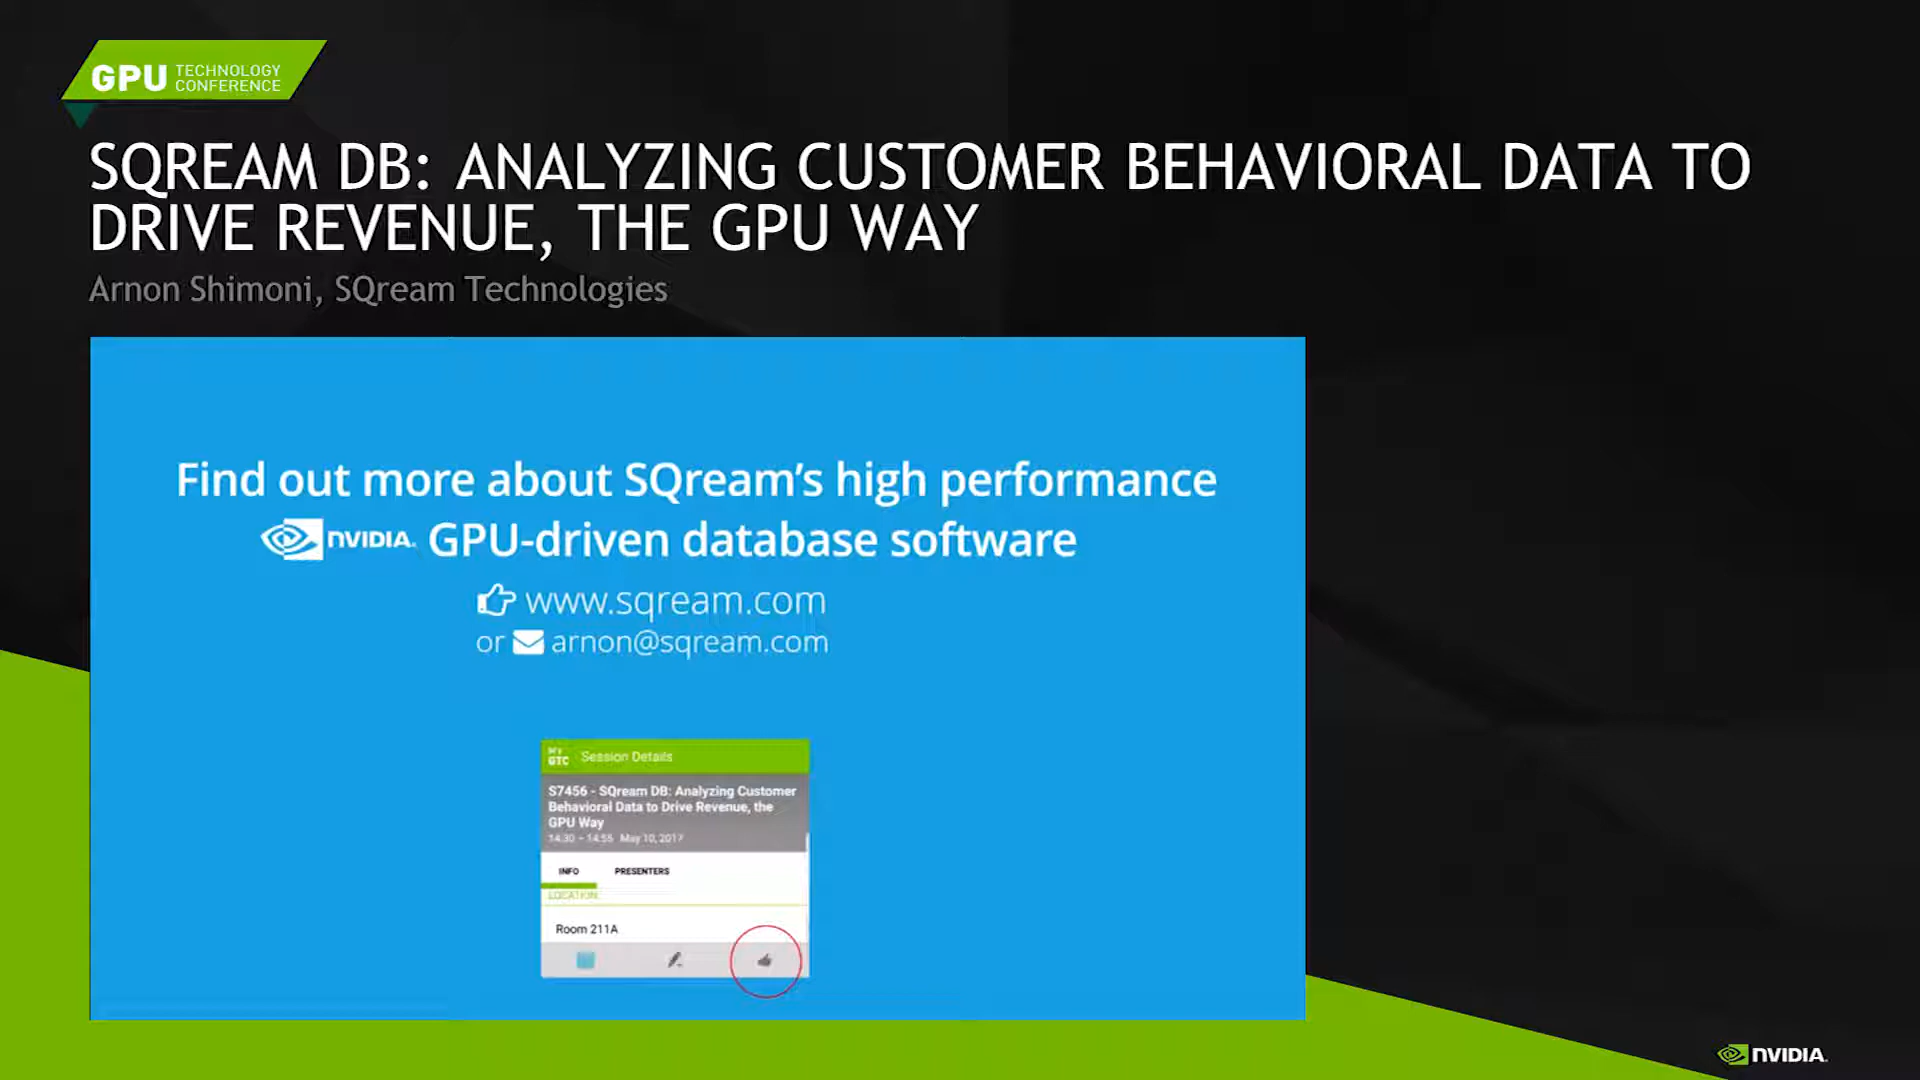 GPU TECHNOLOGY
CONFERENCE
SQREAM DB: ANALYZING CUSTOMER BEHAVIORAL DATA TO
DRIVE REVENUE, THE GPU WAY
Arnon Shimoni, SQream Technologies
Find out more about SQream's high performance
NVIDIA. GPU-driven database software
www.sqream.com
or arnon@sqream.com
MY
GTC Session Details
S7456 - SQream DB: Analyzing Customer
Behavioral Data to Drive Revenue, the
GPU Way
14:30 - 14:55 May 10, 2017
INFO PRESENTERS
LOCATION
Room 211A
NVIDIA.